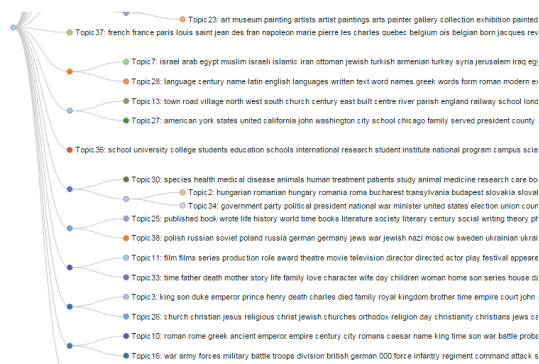 Topic23: art museum painting artists artist paintings arts painter gallery collection exhibition painted
Topic37: french france paris louis saint jean des fran napoleon marie pierre les charles quebec belgium ois belgian born jacques rev
Topic7: israel arab egypt muslim israeli islamic iran ottoman jewish turkish armenian turkey syria jerusalem iraq eg
Topic28: language century name latin english languages written text word names greek words form roman modern ex
Topic13: town road village north west south church century east built centre river parish england railway school lond
Topic27: american york states united california john washington city school chicago family served president county
Topic36: school university college students education schools international research student institute national program campus scie
Topic30: species health medical disease animals human treatment patients study animal medicine research care bo
Topic2: hungarian romanian hungary romania roma bucharest transylvania budapest slovakia slovak
Topic34: government party political president national war minister united states election union coun
Topic25: published book wrote life history world time books literature society literary century social writing theory ph
Topic38: polish russian soviet poland russia german germany jews war jewish nazi moscow sweden ukrainian ukrai
Topic11: film films series production role award theatre movie television director directed actor play festival appeare
Topic33: time father death mother story life family love character wife day children woman home son series house da
Topic3: king son duke emperor prince henry death charles died family royal kingdom brother time empire court john
Topic26: church christian jesus religious christ jewish churches orthodox religion day christianity christians jews ca
Topic10: roman rome greek ancient emperor empire city romans caesar name king time son war battle proba
Topic16: war army forces military battle troops division british german 000 force infantry regiment command attack s